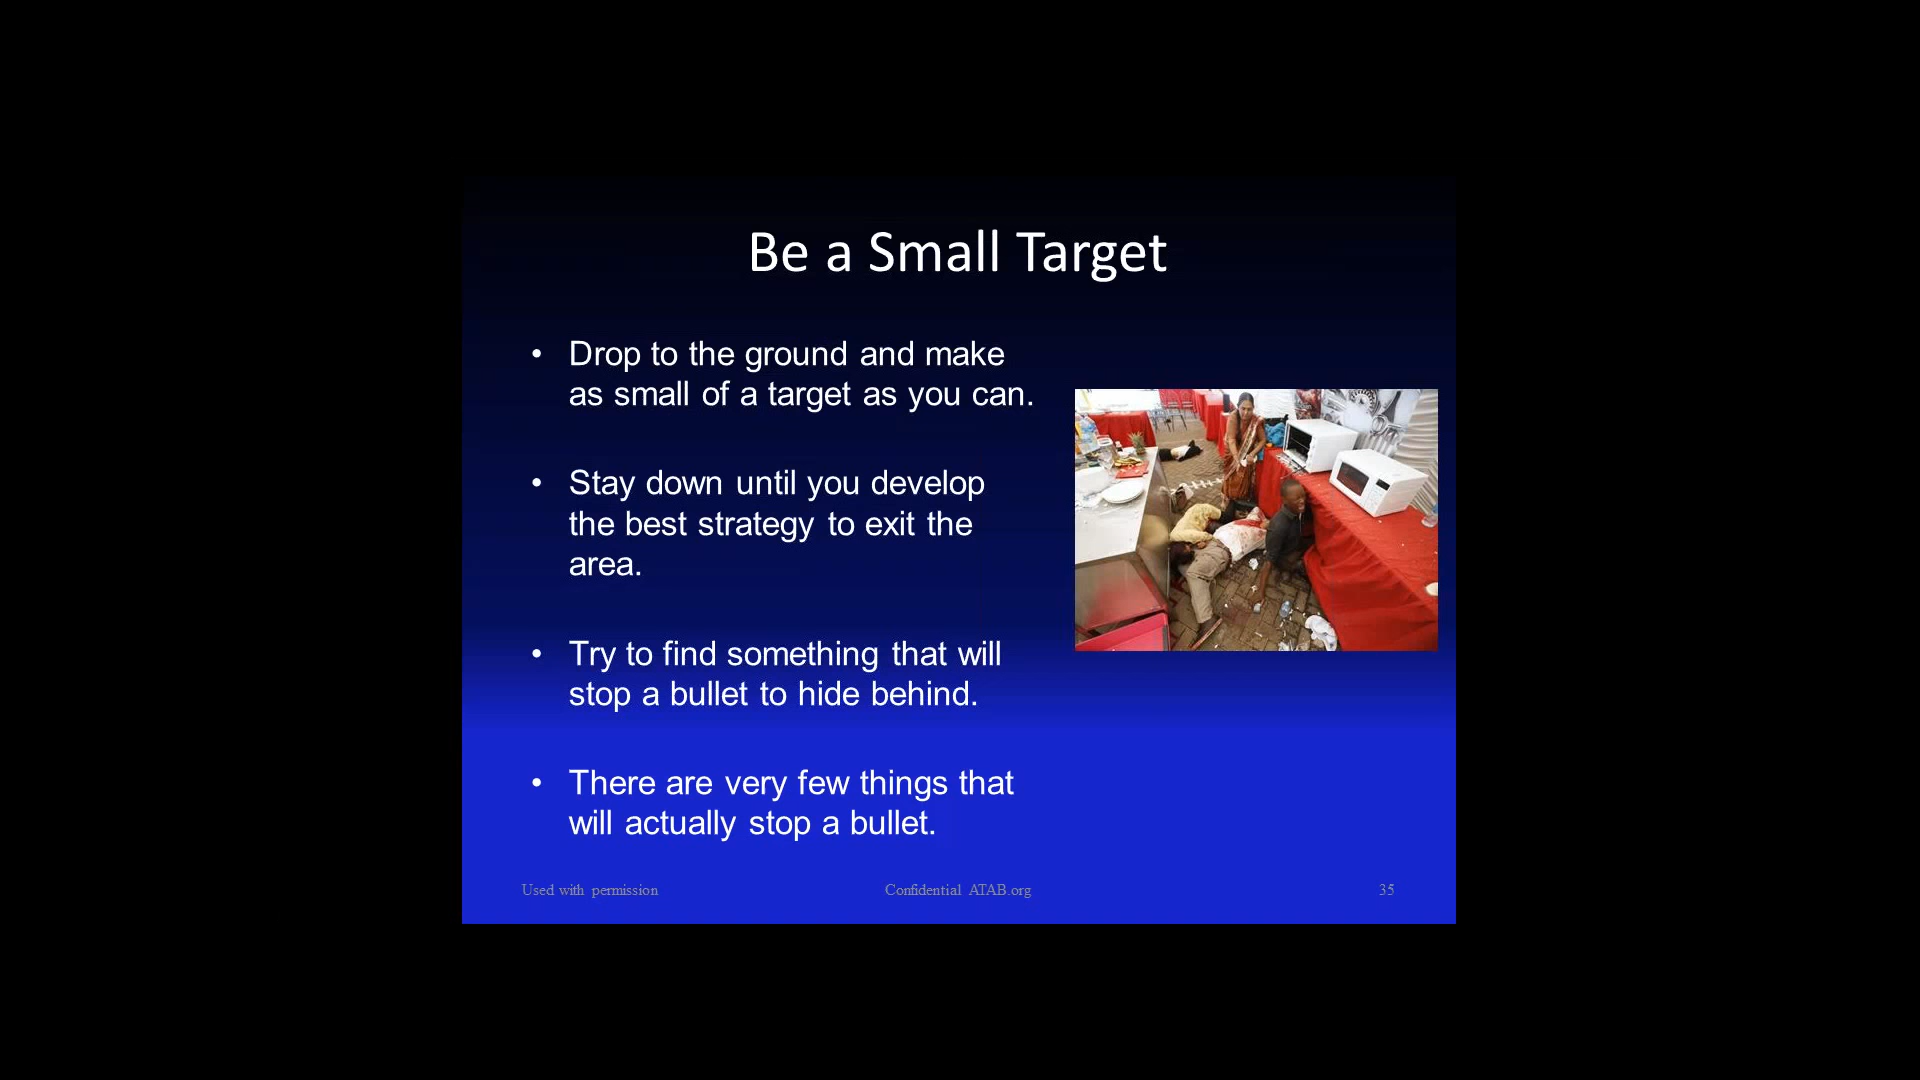 Be a Small Target
• Drop to the ground and make
as small of a target as you can.
• Stay down until you develop
the best strategy to exit the
area.
• Try to find something that will
stop a bullet to hide behind.
• There are very few things that
will actually stop a bullet.
Used with permission
Confidential ATAB.org
35